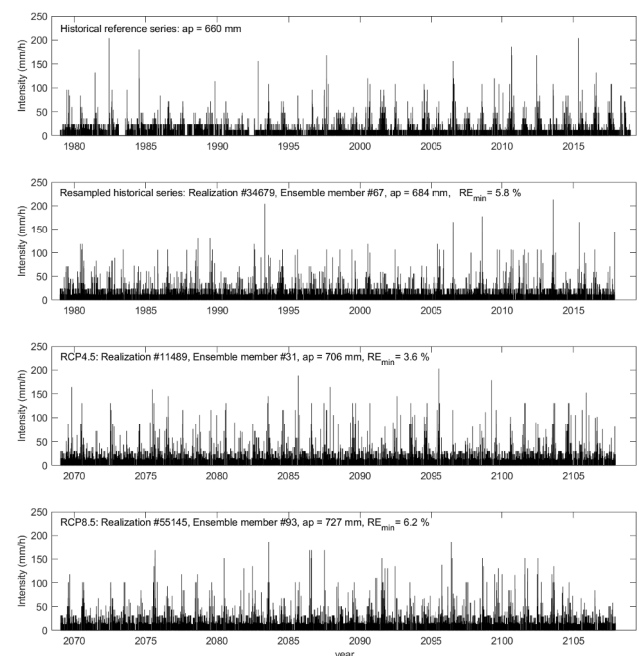 Historical reference series: ap = 660 mm
250
200
150
100
50
0
Intensity (mm/h)
1980 1985 1990 1995 2000 2005 2010 2015
Resampled historical series: Realization #34679, Ensemble member #67, ap = 684 mm, REmin = 5.8 %
250
200
150
100
50
0
Intensity (mm/h)
1980 1985 1990 1995 2000 2005 2010 2015
RCP4.5: Realization #11489, Ensemble member #31, ap = 706 mm, REmin = 3.6 %
250
200
150
100
50
0
Intensity (mm/h)
2070 2075 2080 2085 2090 2095 2100 2105
RCP8.5: Realization #55145, Ensemble member #93, ap = 727 mm, REmin = 6.2 %
250
200
150
100
50
0
Intensity (mm/h)
2070 2075 2080 2085 2090 2095 2100 2105
year